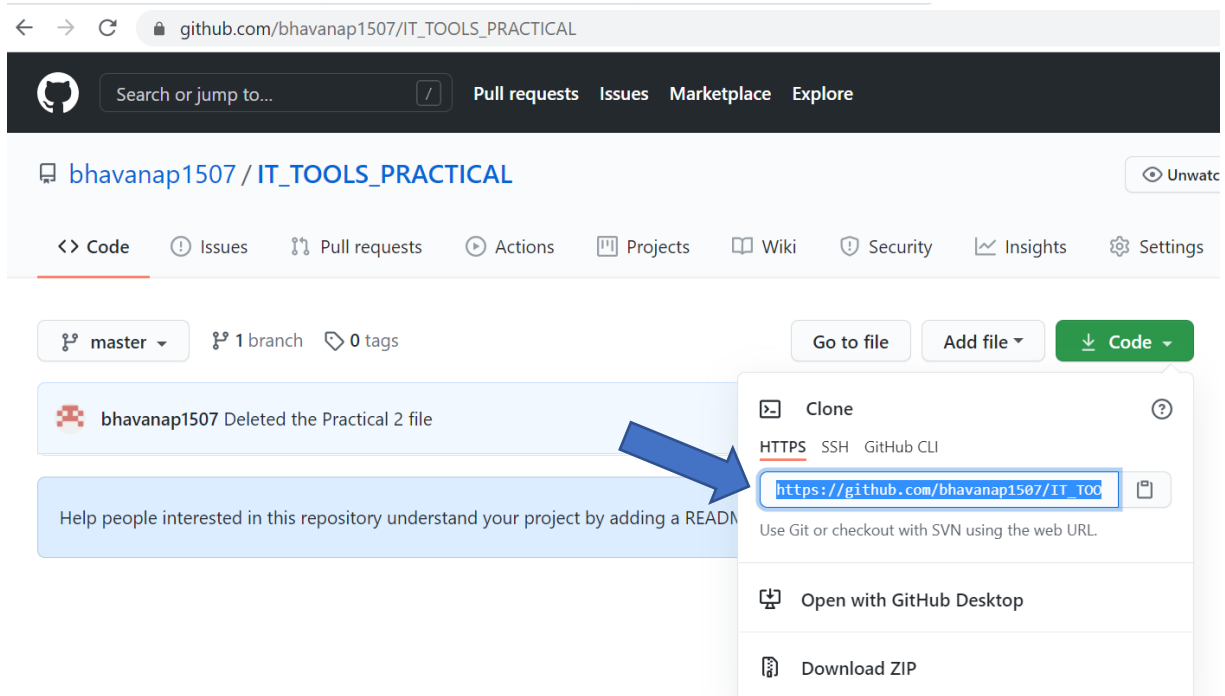 github.com/bhavanap1507/IT_TOOLS_PRACTICAL
Search or jump to... / Pull requests Issues Marketplace Explore
bhavanap1507 / IT_TOOLS_PRACTICAL Unwatc
<> Code Issues Pull requests Actions Projects Wiki Security Insights Settings
master 1 branch 0 tags Go to file Add file Code
bhavanap1507 Deleted the Practical 2 file
Help people interested in this repository understand your project by adding a READM
Clone
HTTPS SSH GitHub CLI
https://github.com/bhavanap1507/IT_TOO
Use Git or checkout with SVN using the web URL.
Open with GitHub Desktop
Download ZIP